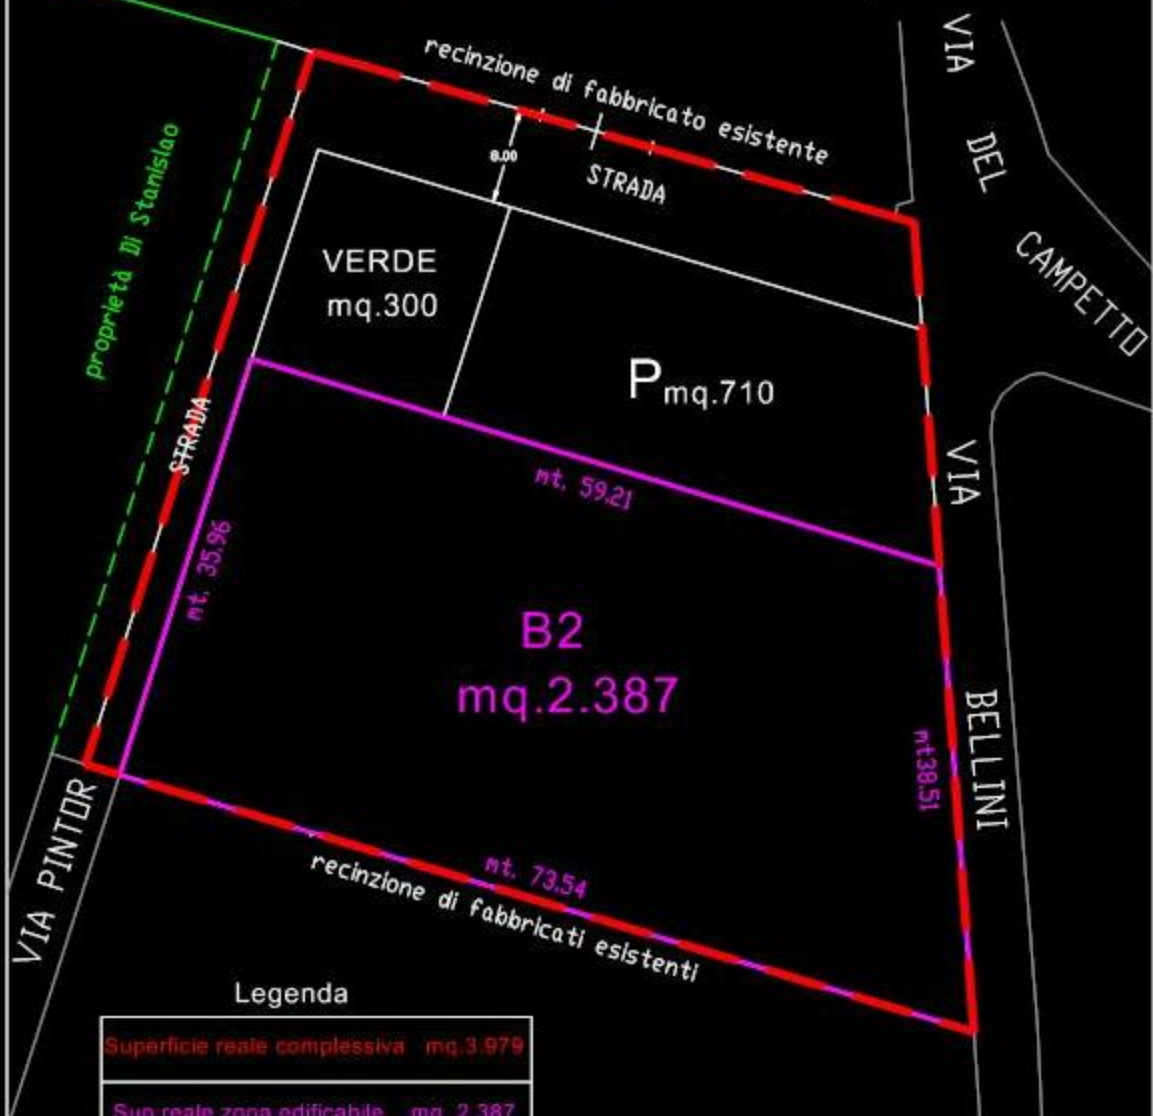 recinzione di fabbricato esistente
VIA DEL CAMPETTO
proprietà Di Stanislao
8.00
STRADA
VERDE
mq.300
P mq.710
STRADA
mt. 59.21
VIA BELLINI
mt. 35.96
B2
mq.2.387
mt38.51
VIA PINTOR
mt. 73.54
recinzione di fabbricati esistenti
Legenda
Superficie reale complessiva mq.3.979
Sup.reale zona edificabile mq. 2.387